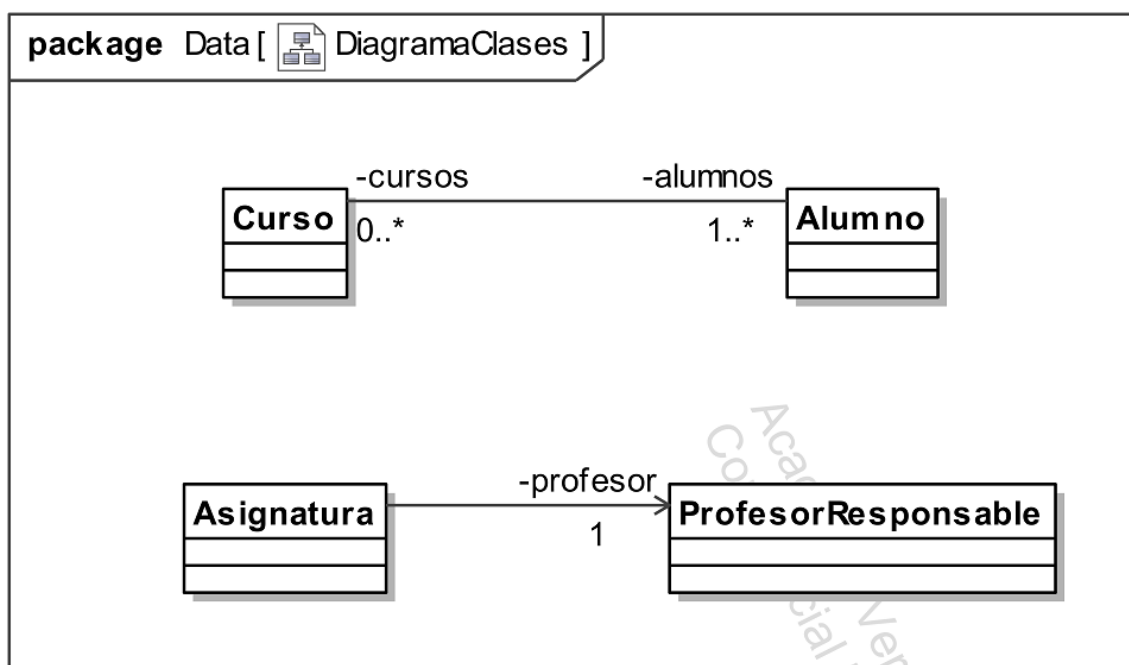 package Data [ DiagramaClases ]
-cursos -alumnos
Curso Alumno
0..* 1..*
-profesor
Asignatura ProfesorResponsable
1